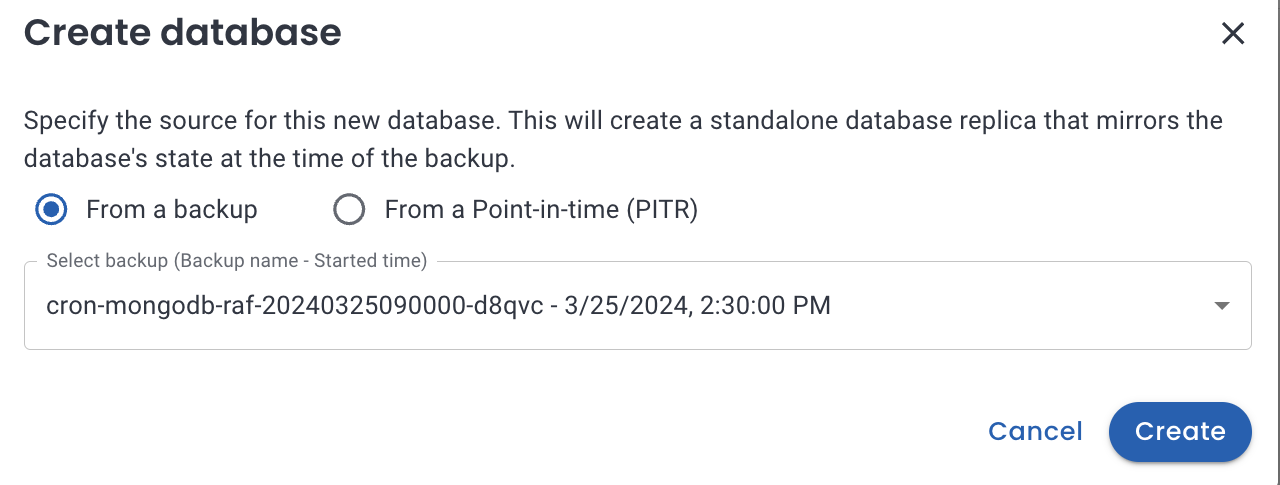 Create database
Specify the source for this new database. This will create a standalone database replica that mirrors the
database's state at the time of the backup.
From a backup
From a Point-in-time (PITR)
Select backup (Backup name - Started time)
cron-mongodb-raf-20240325090000-d8qvc - 3/25/2024, 2:30:00 PM
Cancel
Create